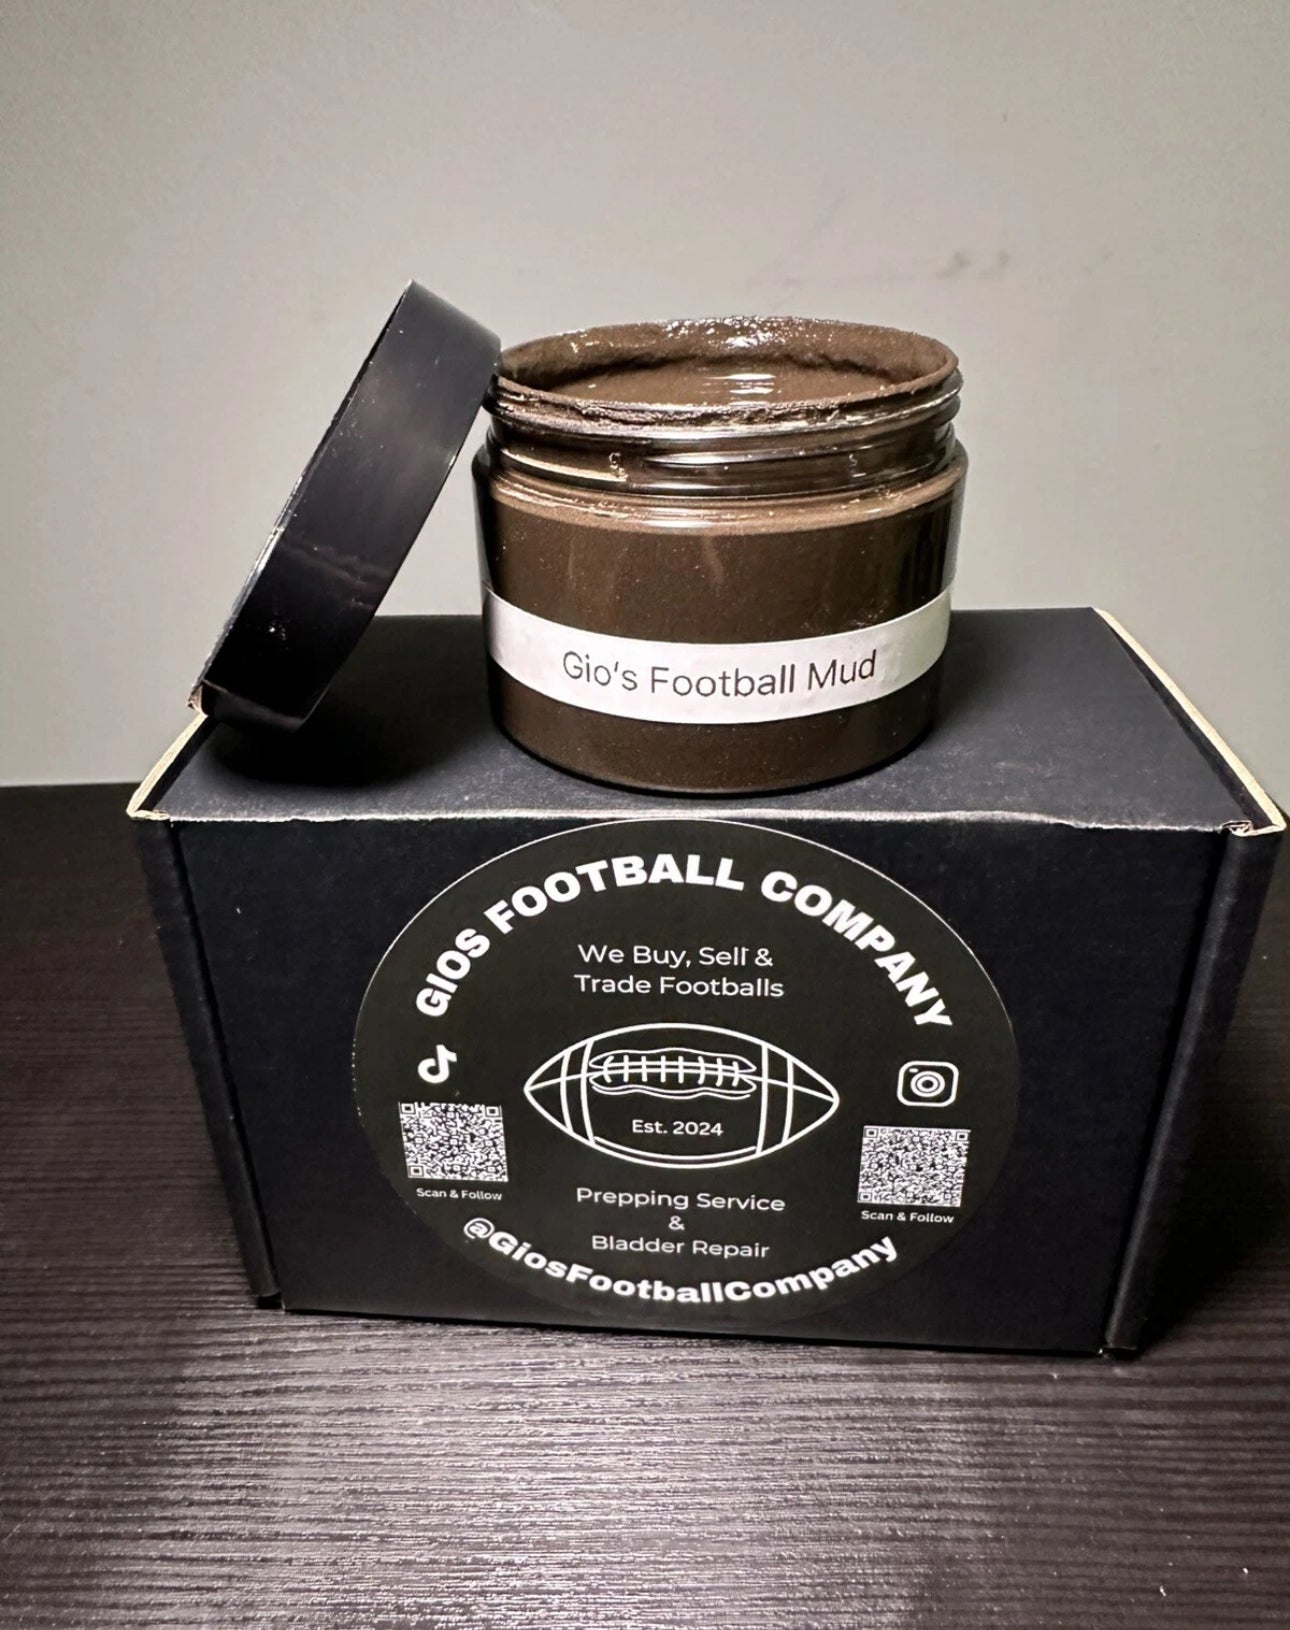 Gio's Football Mud
GIOS FOOTBALL COMPANY
We Buy, Sell &
Trade Footballs
Est. 2024
Scan & Follow
Scan & Follow
Prepping Service
&
Bladder Repair
@GiosFootballCompany